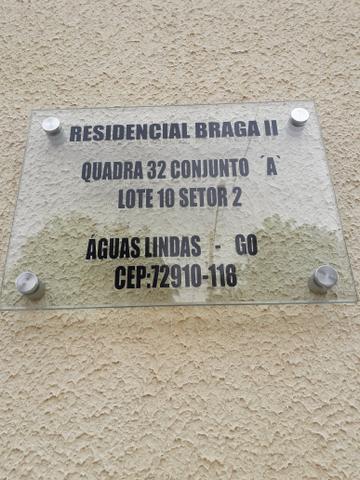 RESIDENCIAL BRAGA II
QUADRA 32 CONJUNTO ´A`
LOTE 10 SETOR 2
ÁGUAS LINDAS - GO
CEP:72910-118